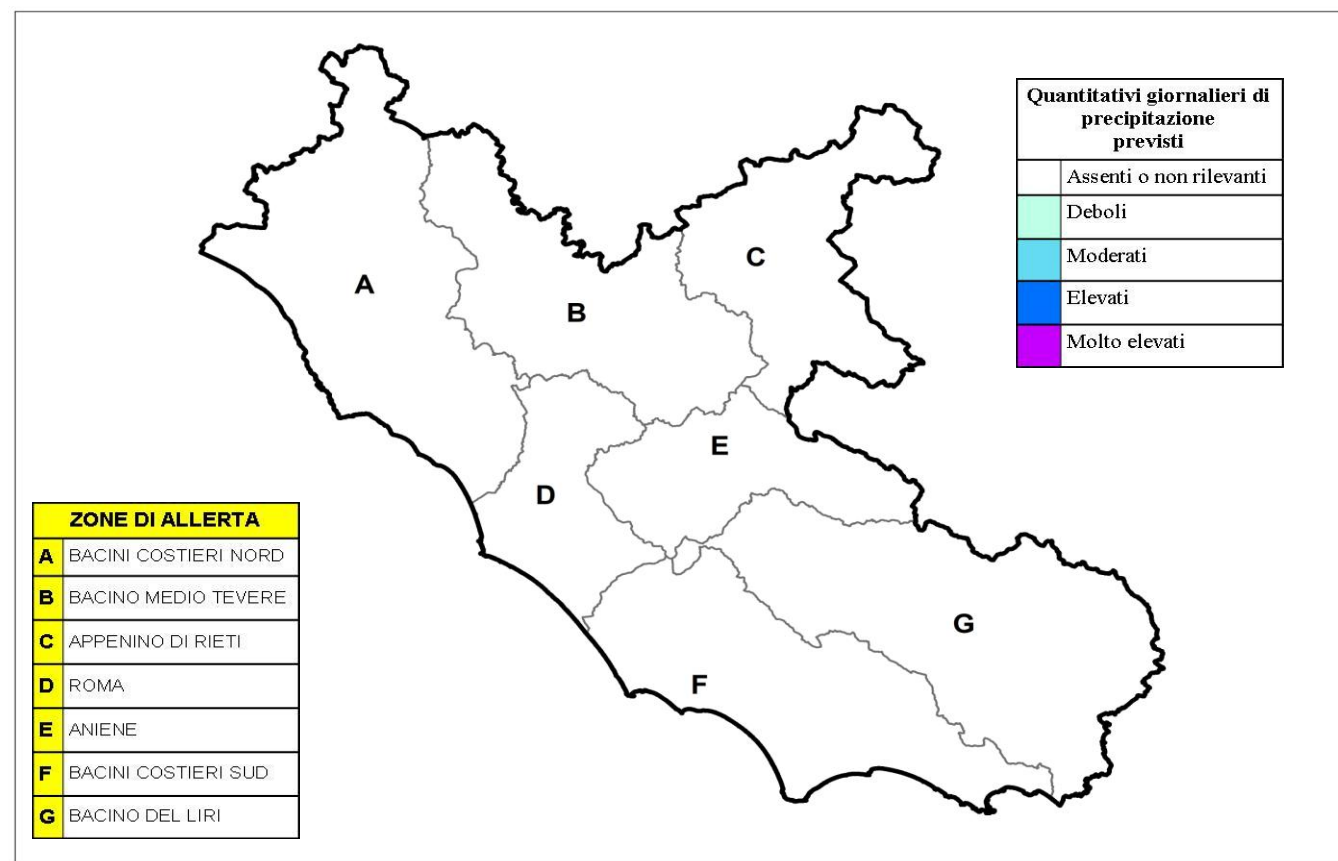 Quantitativi giornalieri di
precipitazione
previsti
Assenti o non rilevanti
Deboli
Moderati
Elevati
Molto elevati
A
B
C
D
E
F
G
ZONE DI ALLERTA
A BACINI COSTIERI NORD
B BACINO MEDIO TEVERE
C APPENINO DI RIETI
D ROMA
E ANIENE
F BACINI COSTIERI SUD
G BACINO DEL LIRI